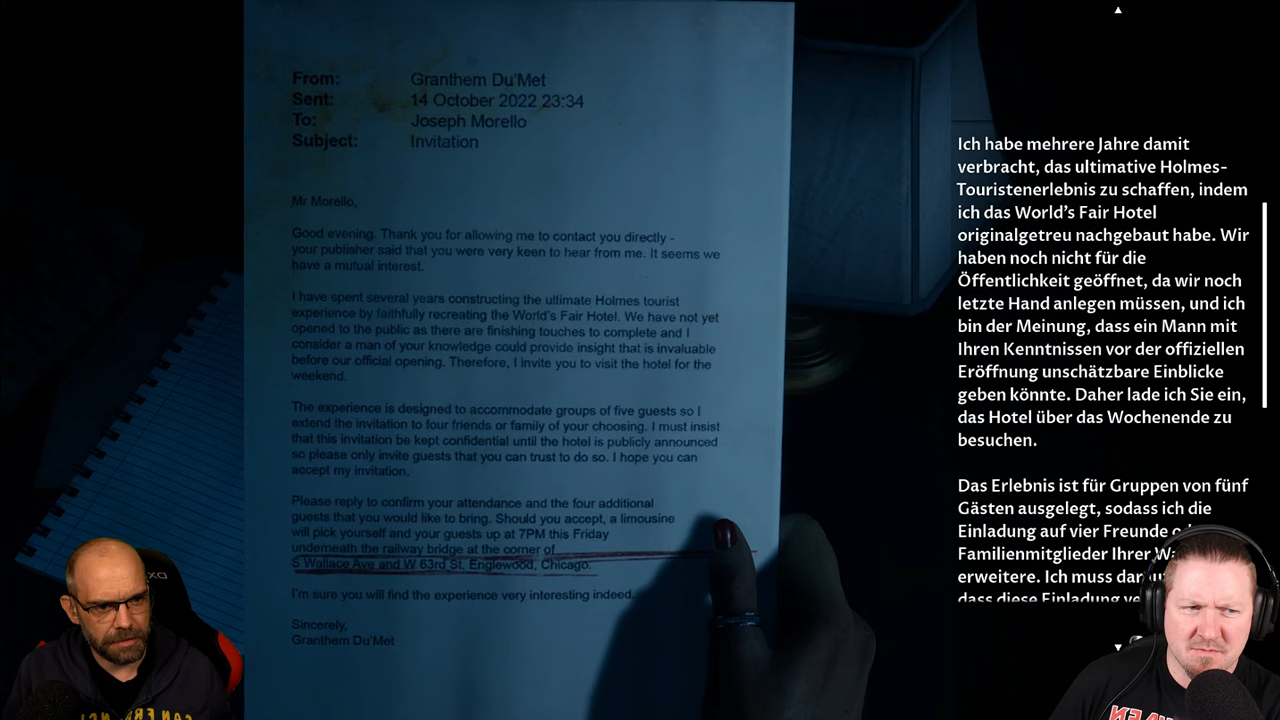 From: Granthem Du'Met
Sent: 14 October 2022 23:34
To: Joseph Morello
Subject: Invitation
Mr Morello,
Good evening. Thank you for allowing me to contact you directly -
your publisher said that you were very keen to hear from me. It seems we
have a mutual interest.
I have spent several years constructing the ultimate Holmes tourist
experience by faithfully recreating the World's Fair Hotel. We have not yet
opened to the public as there are finishing touches to complete and I
consider a man of your knowledge could provide insight that is invaluable
before our official opening. Therefore, I invite you to visit the hotel for the
weekend.
The experience is designed to accommodate groups of five guests so I
extend the invitation to four friends or family of your choosing. I must insist
that this invitation be kept confidential until the hotel is publicly announced
so please only invite guests that you can trust to do so. I hope you can
accept my invitation.
Please reply to confirm your attendance and the four additional
guests that you would like to bring. Should you accept, a limousine
will pick yourself and your guests up at 7PM this Friday
underneath the railway bridge at the corner of
S Wallace Ave and W 63rd St, Englewood, Chicago.
I'm sure you will find the experience very interesting indeed.
Sincerely,
Granthem Du'Met
Ich habe mehrere Jahre damit
verbracht, das ultimative Holmes-
Touristenerlebnis zu schaffen, indem
ich das World's Fair Hotel
originalgetreu nachgebaut habe. Wir
haben noch nicht für die
Öffentlichkeit geöffnet, da wir noch
letzte Hand anlegen müssen, und ich
bin der Meinung, dass ein Mann mit
Ihren Kenntnissen vor der offiziellen
Eröffnung unschätzbare Einblicke
geben könnte. Daher lade ich Sie ein,
das Hotel über das Wochenende zu
besuchen.
Das Erlebnis ist für Gruppen von fünf
Gästen ausgelegt, sodass ich die
Einladung auf vier Freunde
Familienmitglieder Ihrer
erweitere. Ich muss
dass diese Einladung